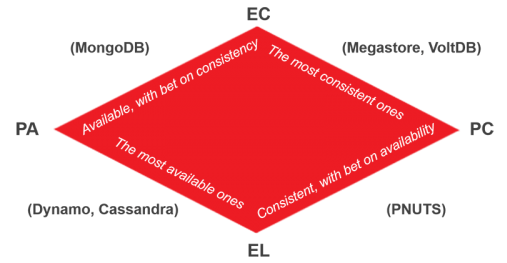 EC
(MongoDB)
(Megastore, VoltDB)
Available, with bet on consistency
The most consistent ones
PA
PC
The most available ones
Consistent, with bet on availability
(Dynamo, Cassandra)
(PNUTS)
EL